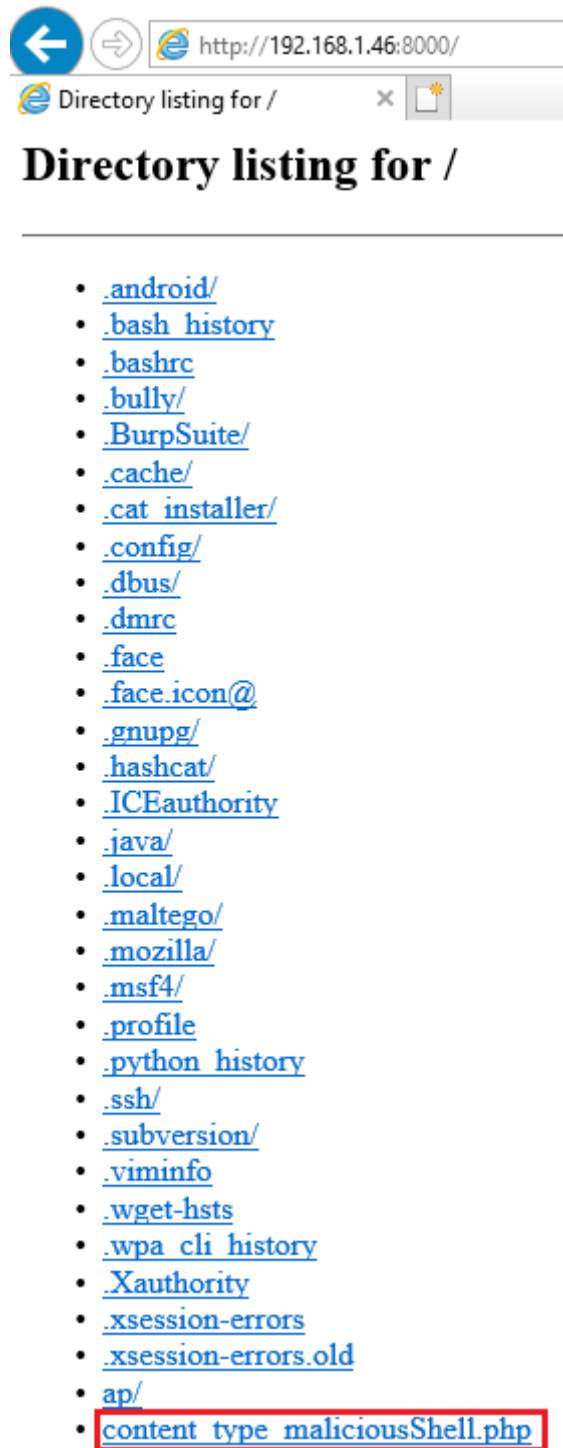 http://192.168.1.46:8000/
Directory listing for /
Directory listing for /
.android/
.bash_history
.bashrc
.bully/
.BurpSuite/
.cache/
.cat_installer/
.config/
.dbus/
.dmrc
.face
.face.icon@
.gnupg/
.hashcat/
.ICEauthority
.java/
.local/
.maltego/
.mozilla/
.msf4/
.profile
.python_history
.ssh/
.subversion/
.viminfo
.wget-hsts
.wpa_cli_history
.Xauthority
.xsession-errors
.xsession-errors.old
ap/
content_type_maliciousShell.php